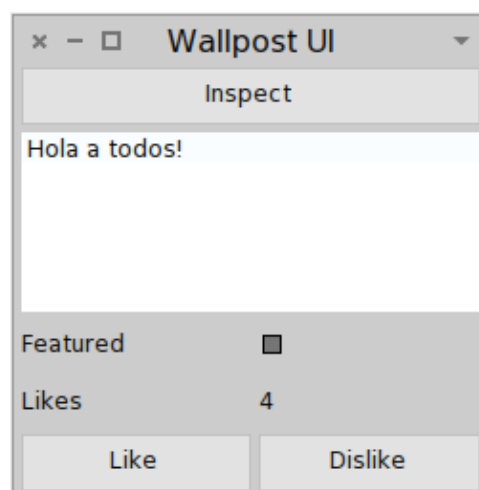 Wallpost UI
Inspect
Hola a todos!
Featured
Likes 4
Like Dislike